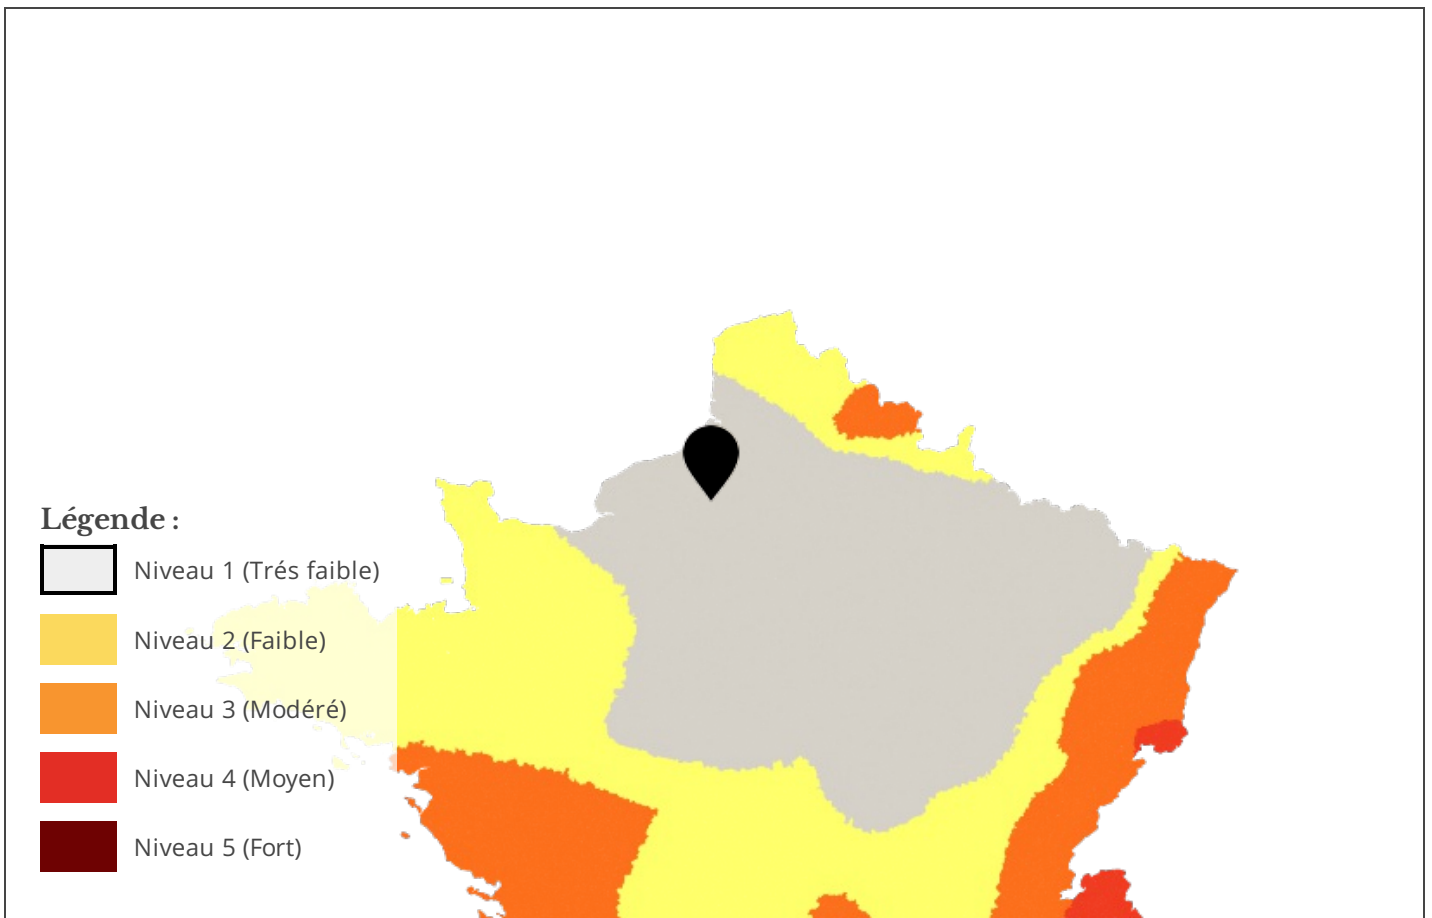 Légende :
Niveau 1 (Trés faible)
Niveau 2 (Faible)
Niveau 3 (Modéré)
Niveau 4 (Moyen)
Niveau 5 (Fort)